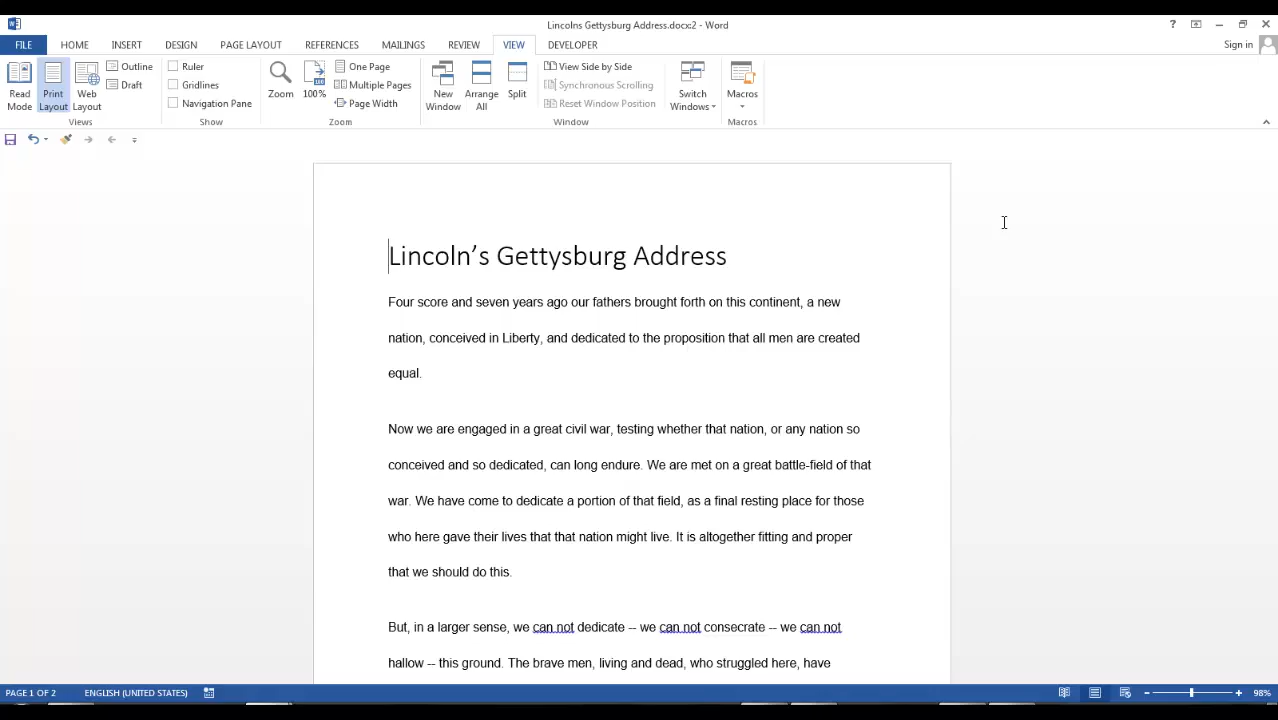 Lincolns Gettysburg Address.docx:2 - Word
FILE HOME INSERT DESIGN PAGE LAYOUT REFERENCES MAILINGS REVIEW VIEW DEVELOPER Sign in
Read Mode
Print Layout
Web Layout
Outline
Draft
Views
Ruler
Gridlines
Navigation Pane
Show
Zoom
100%
One Page
Multiple Pages
Page Width
Zoom
New Window
Arrange All
Split
View Side by Side
Synchronous Scrolling
Reset Window Position
Window
Switch Windows
Macros
Macros
Lincoln’s Gettysburg Address
Four score and seven years ago our fathers brought forth on this continent, a new
nation, conceived in Liberty, and dedicated to the proposition that all men are created
equal.
Now we are engaged in a great civil war, testing whether that nation, or any nation so
conceived and so dedicated, can long endure. We are met on a great battle-field of that
war. We have come to dedicate a portion of that field, as a final resting place for those
who here gave their lives that that nation might live. It is altogether fitting and proper
that we should do this.
But, in a larger sense, we can not dedicate -- we can not consecrate -- we can not
hallow -- this ground. The brave men, living and dead, who struggled here, have
PAGE 1 OF 2 ENGLISH (UNITED STATES) 98%